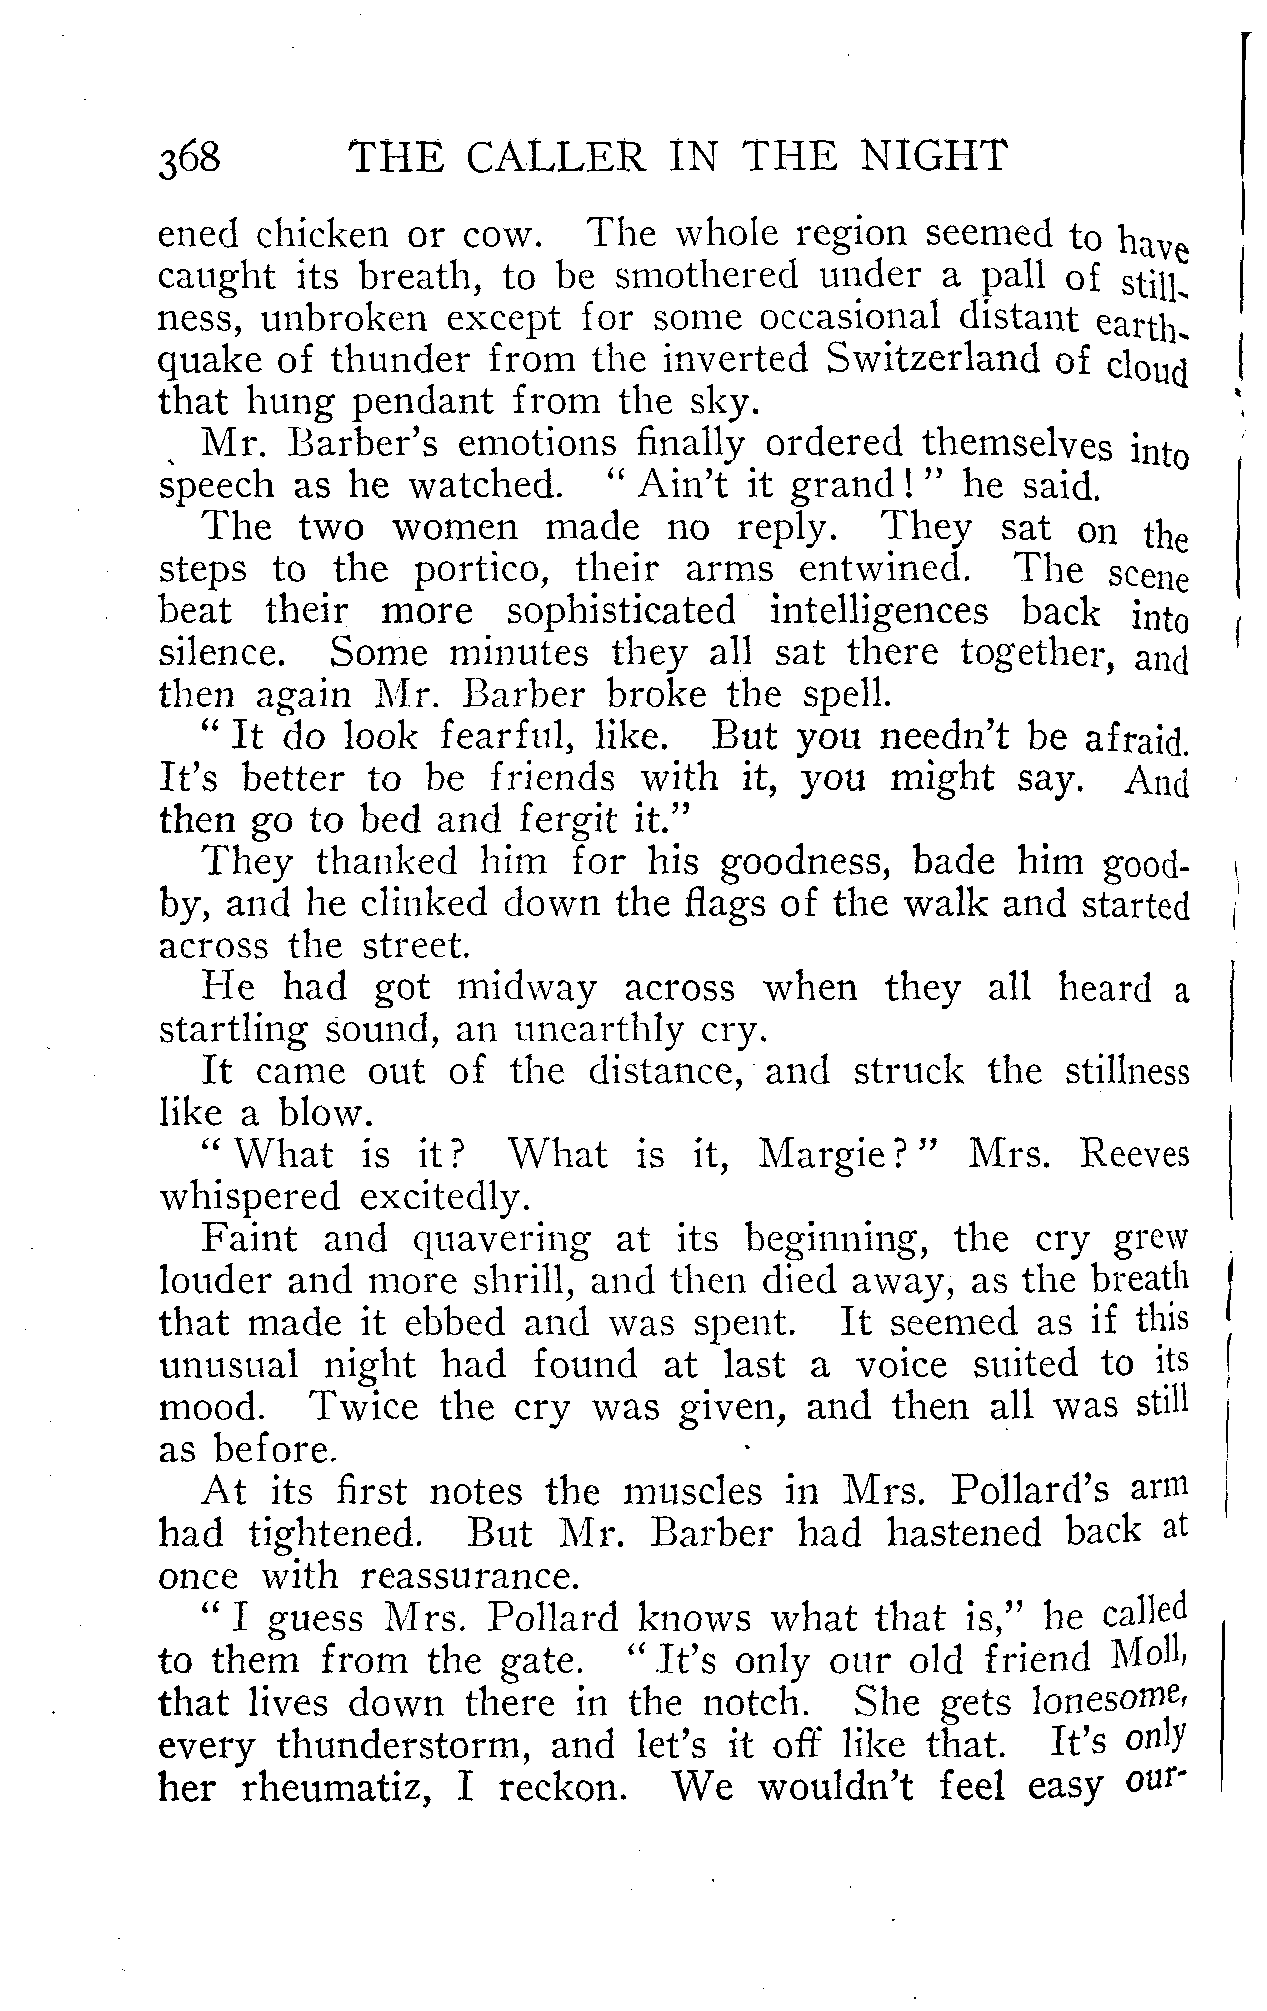 368 THE CALLER IN THE NIGHT
ened chicken or cow. The whole region seemed to have
caught its breath, to be smothered under a pall of still-
ness, unbroken except for some occasional distant earth-
quake of thunder from the inverted Switzerland of cloud
that hung pendant from the sky.
Mr. Barber's emotions finally ordered themselves into
speech as he watched. " Ain't it grand ! " he said.
The two women made no reply. They sat on the
steps to the portico, their arms entwined. The scene
beat their more sophisticated intelligences back into
silence. Some minutes they all sat there together, and
then again Mr. Barber broke the spell.
" It do look fearful, like. But you needn't be afraid.
It's better to be friends with it, you might say. And
then go to bed and fergit it."
They thanked him for his goodness, bade him good-
by, and he clinked down the flags of the walk and started
across the street.
He had got midway across when they all heard a
startling sound, an unearthly cry.
It came out of the distance, and struck the stillness
like a blow.
" What is it? What is it, Margie? " Mrs. Reeves
whispered excitedly.
Faint and quavering at its beginning, the cry grew
louder and more shrill, and then died away, as the breath
that made it ebbed and was spent. It seemed as if this
unusual night had found at last a voice suited to its
mood. Twice the cry was given, and then all was still
as before.
At its first notes the muscles in Mrs. Pollard's arm
had tightened. But Mr. Barber had hastened back at
once with reassurance.
" I guess Mrs. Pollard knows what that is," he called
to them from the gate. " It's only our old friend Moll,
that lives down there in the notch. She gets lonesome,
every thunderstorm, and let's it off like that. It's only
her rheumatiz, I reckon. We wouldn't feel easy our-